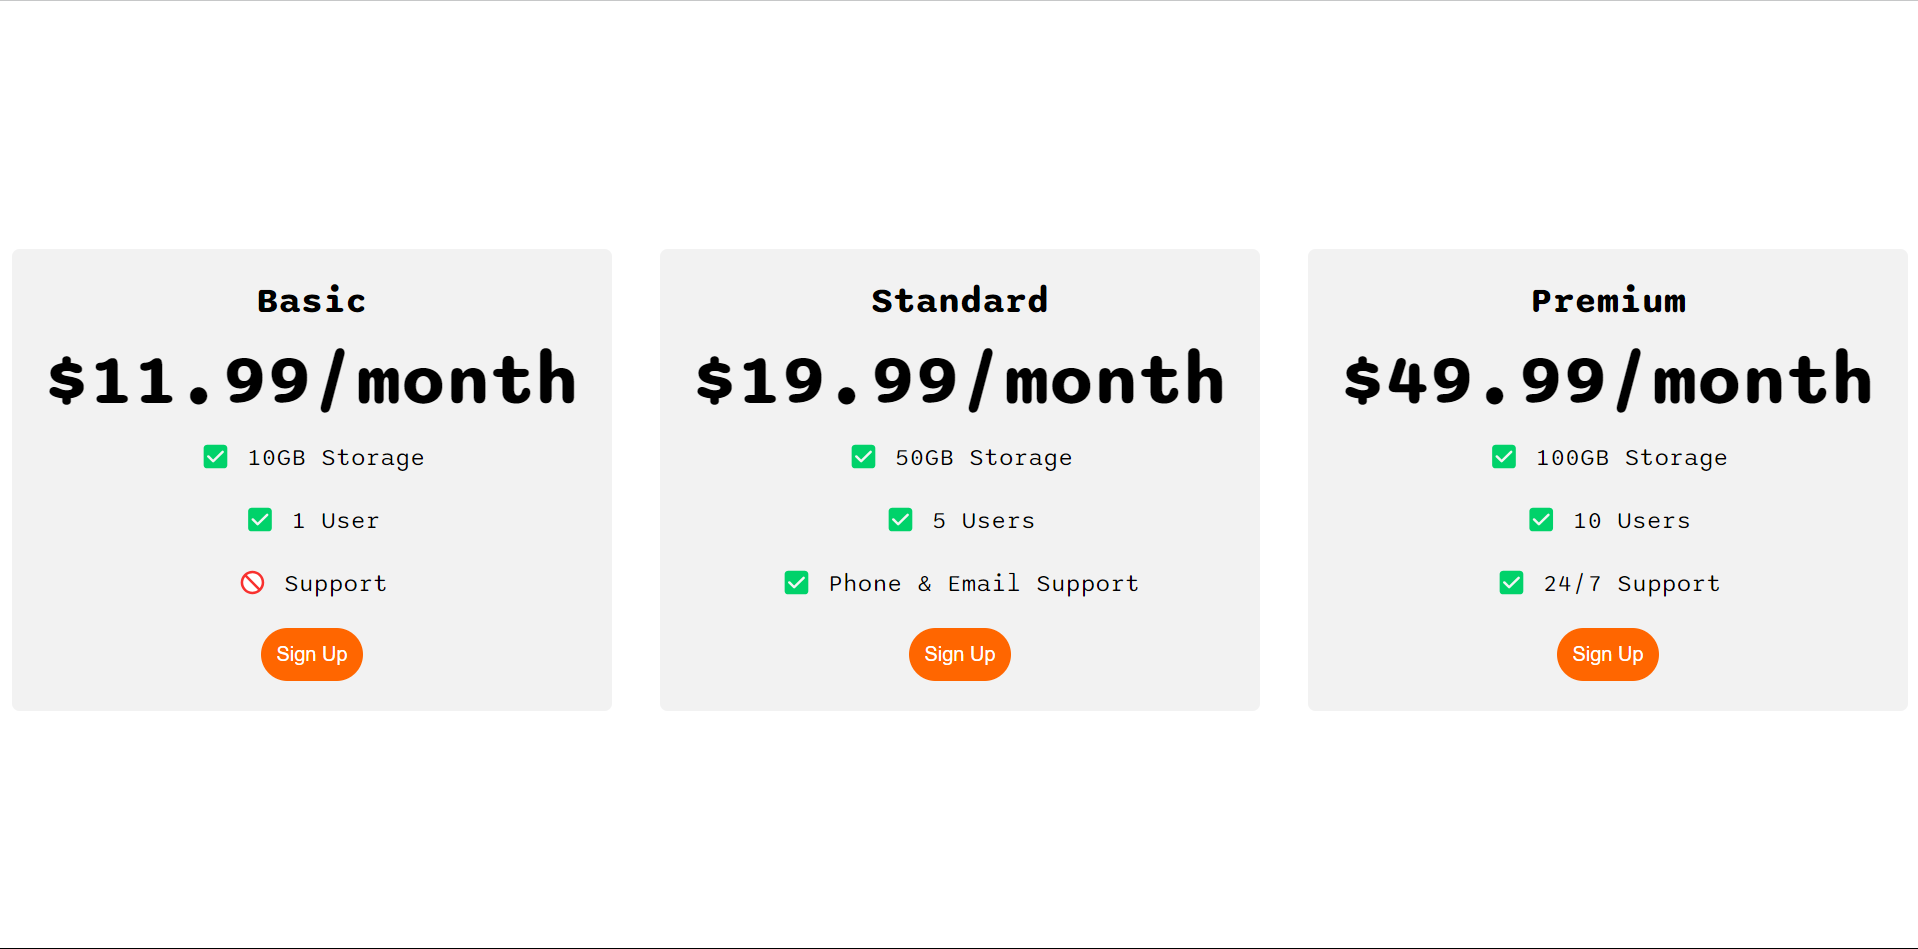 Basic
$11.99/month
10GB Storage
1 User
Support
Sign Up
Standard
$19.99/month
50GB Storage
5 Users
Phone & Email Support
Sign Up
Premium
$49.99/month
100GB Storage
10 Users
24/7 Support
Sign Up